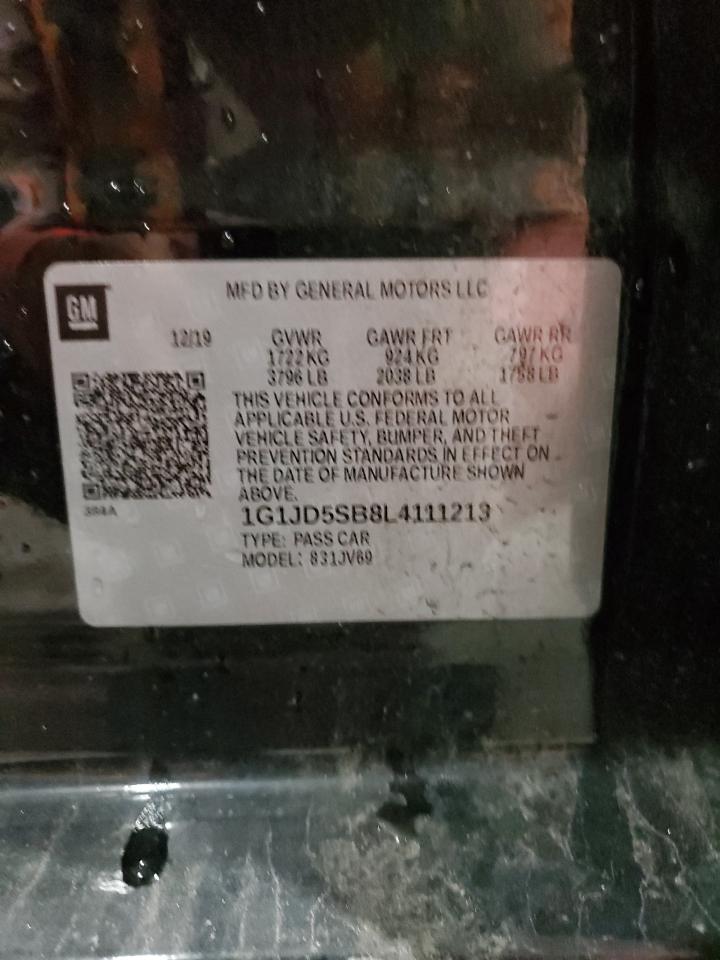 GM
MFD BY GENERAL MOTORS LLC
12/19 GVWR GAWR FRT GAWR RR
1722 KG 924 KG 797 KG
3796 LB 2038 LB 1758 LB
THIS VEHICLE CONFORMS TO ALL
APPLICABLE U.S. FEDERAL MOTOR
VEHICLE SAFETY, BUMPER, AND THEFT
PREVENTION STANDARDS IN EFFECT ON
THE DATE OF MANUFACTURE SHOWN
ABOVE.
1G1JD5SB8L4111213
TYPE: PASS CAR
MODEL: 831JV69